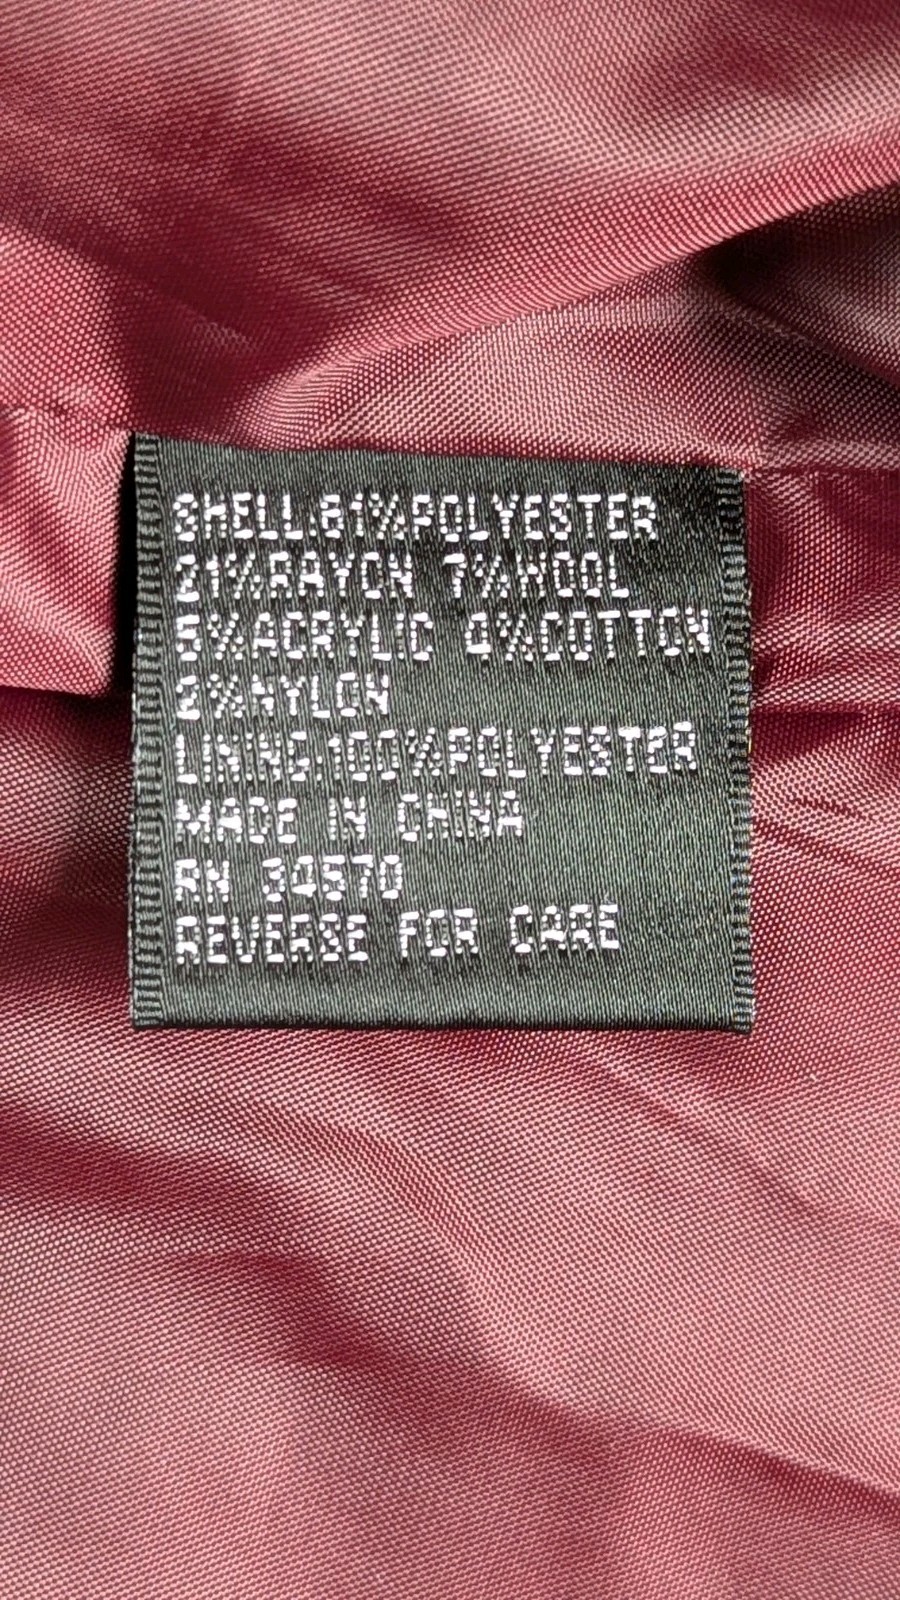 SHELL:61%POLYESTER
21%RAYON 7%WOOL
5%ACRYLIC 4%COTTON
2%NYLON
LINING:100%POLYESTER
MADE IN CHINA
RN 34570
REVERSE FOR CARE